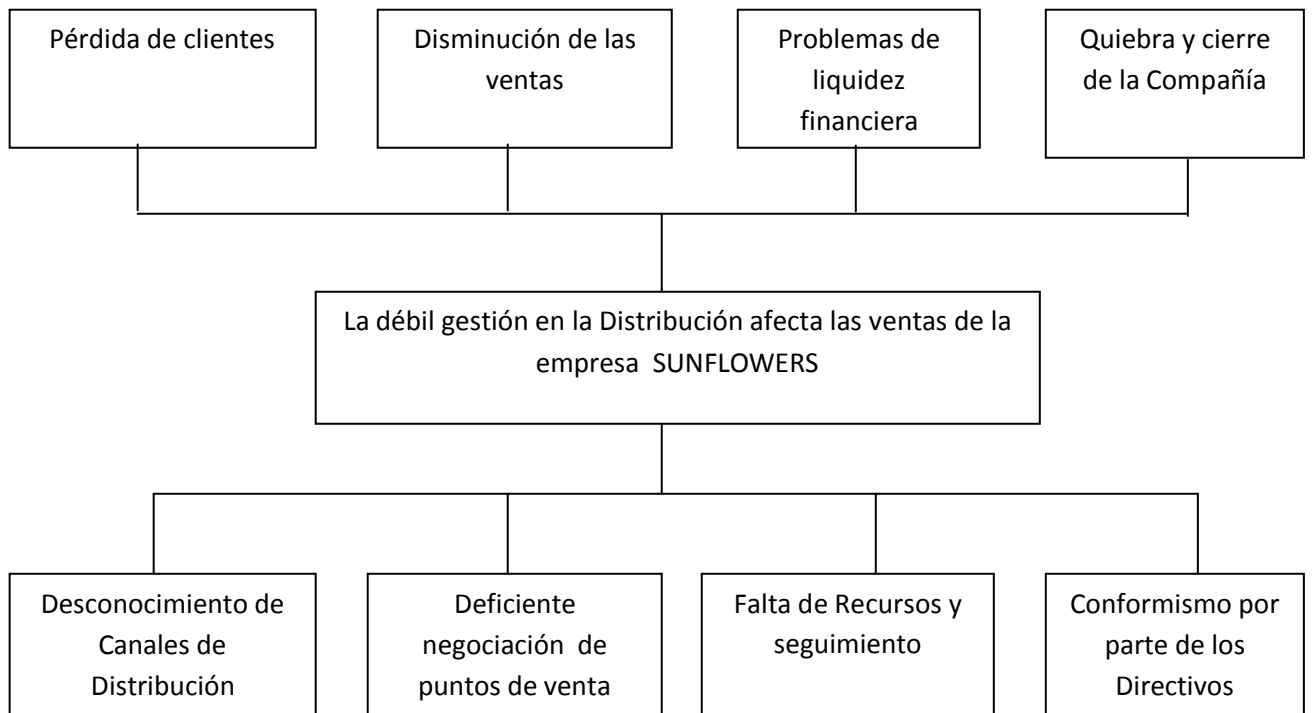 Pérdida de clientes
Disminución de las
ventas
Problemas de
liquidez
financiera
Quiebra y cierre
de la Compañía
La débil gestión en la Distribución afecta las ventas de la
empresa SUNFLOWERS
Desconocimiento de
Canales de
Distribución
Deficiente
negociación de
puntos de venta
Falta de Recursos y
seguimiento
Conformismo por
parte de los
Directivos